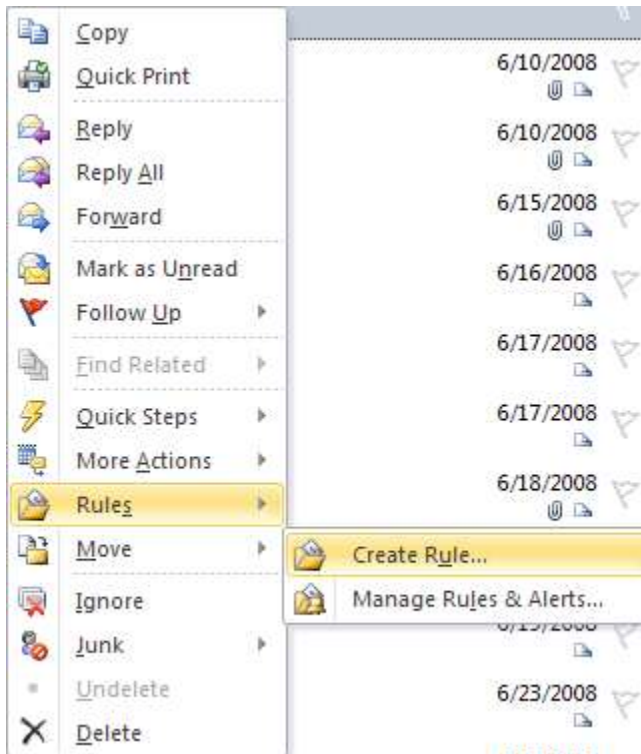 Copy
Quick Print
Reply
Reply All
Forward
Mark as Unread
Follow Up
Find Related
Quick Steps
More Actions
Rules
Move
Ignore
Junk
Undelete
Delete
Create Rule...
Manage Rules & Alerts...
6/10/2008
6/10/2008
6/15/2008
6/16/2008
6/17/2008
6/17/2008
6/18/2008
6/23/2008